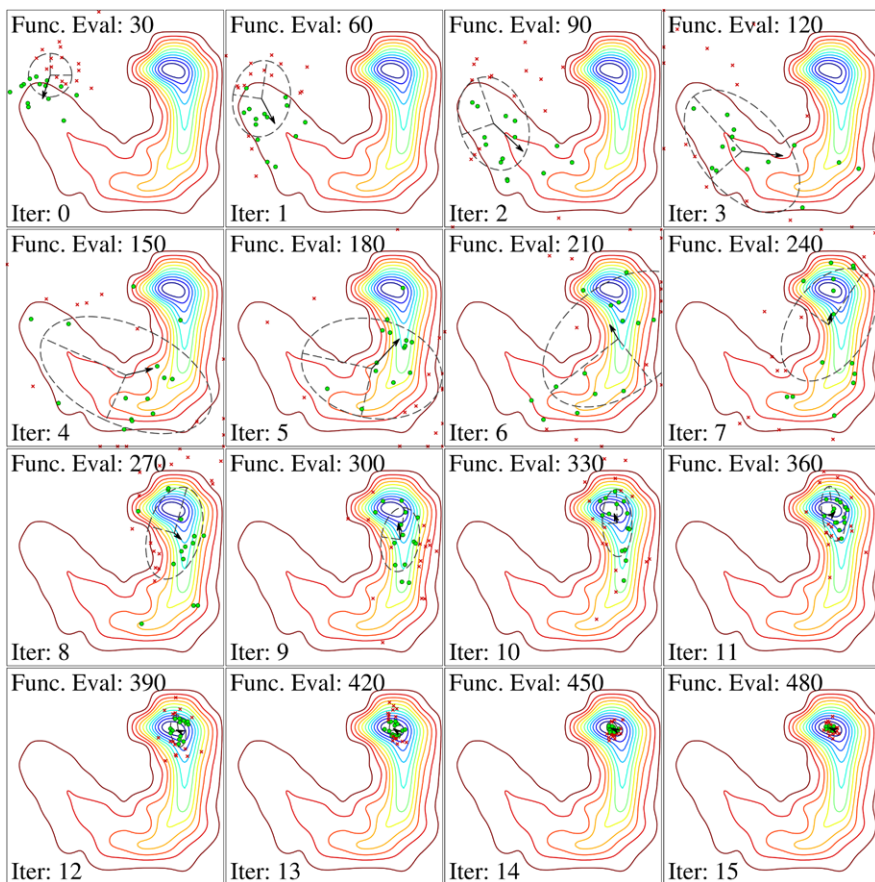 Func. Eval: 30
Iter: 0
Func. Eval: 60
Iter: 1
Func. Eval: 90
Iter: 2
Func. Eval: 120
Iter: 3
Func. Eval: 150
Iter: 4
Func. Eval: 180
Iter: 5
Func. Eval: 210
Iter: 6
Func. Eval: 240
Iter: 7
Func. Eval: 270
Iter: 8
Func. Eval: 300
Iter: 9
Func. Eval: 330
Iter: 10
Func. Eval: 360
Iter: 11
Func. Eval: 390
Iter: 12
Func. Eval: 420
Iter: 13
Func. Eval: 450
Iter: 14
Func. Eval: 480
Iter: 15